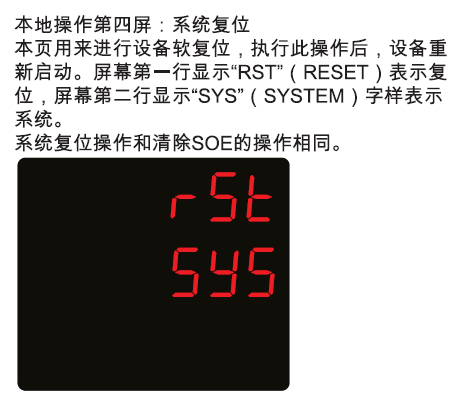 本地操作第四屏：系统复位
本页用来进行设备软复位，执行此操作后，设备重
新启动。屏幕第一行显示“RST”（RESET）表示复
位，屏幕第二行显示“SYS”（SYSTEM）字样表示
系统。
系统复位操作和清除SOE的操作相同。
rSt
SYS